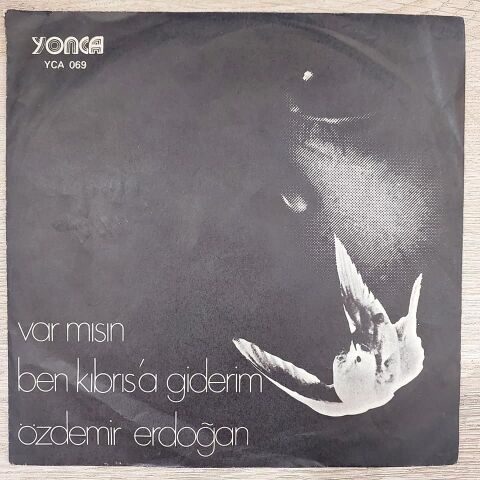 yonca
YCA 069
var mısın
ben kıbrıs'a giderim
özdemir erdoğan